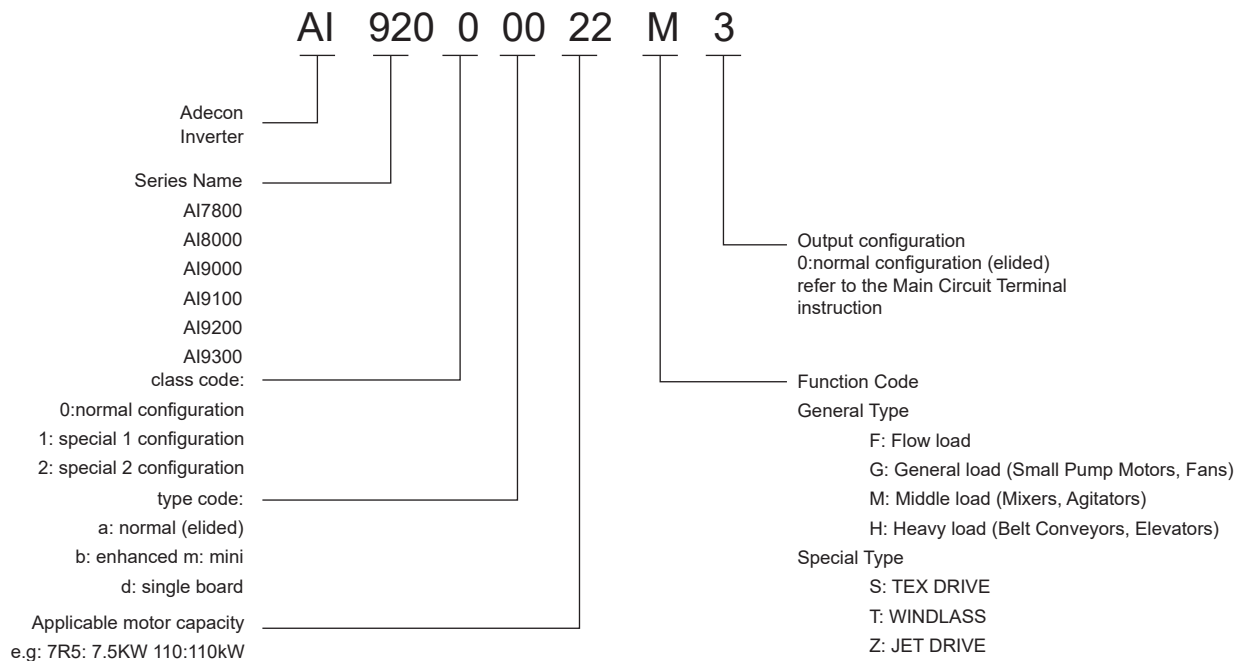 AI 920 0 00 22 M 3
Adecon
Inverter
Series Name
AI7800
AI8000
AI9000
AI9100
AI9200
AI9300
class code:
0:normal configuration
1: special 1 configuration
2: special 2 configuration
type code:
a: normal (elided)
b: enhanced m: mini
d: single board
Applicable motor capacity
e.g: 7R5: 7.5KW 110:110kW
Output configuration
0:normal configuration (elided)
refer to the Main Circuit Terminal
instruction
Function Code
General Type
F: Flow load
G: General load (Small Pump Motors, Fans)
M: Middle load (Mixers, Agitators)
H: Heavy load (Belt Conveyors, Elevators)
Special Type
S: TEX DRIVE
T: WINDLASS
Z: JET DRIVE